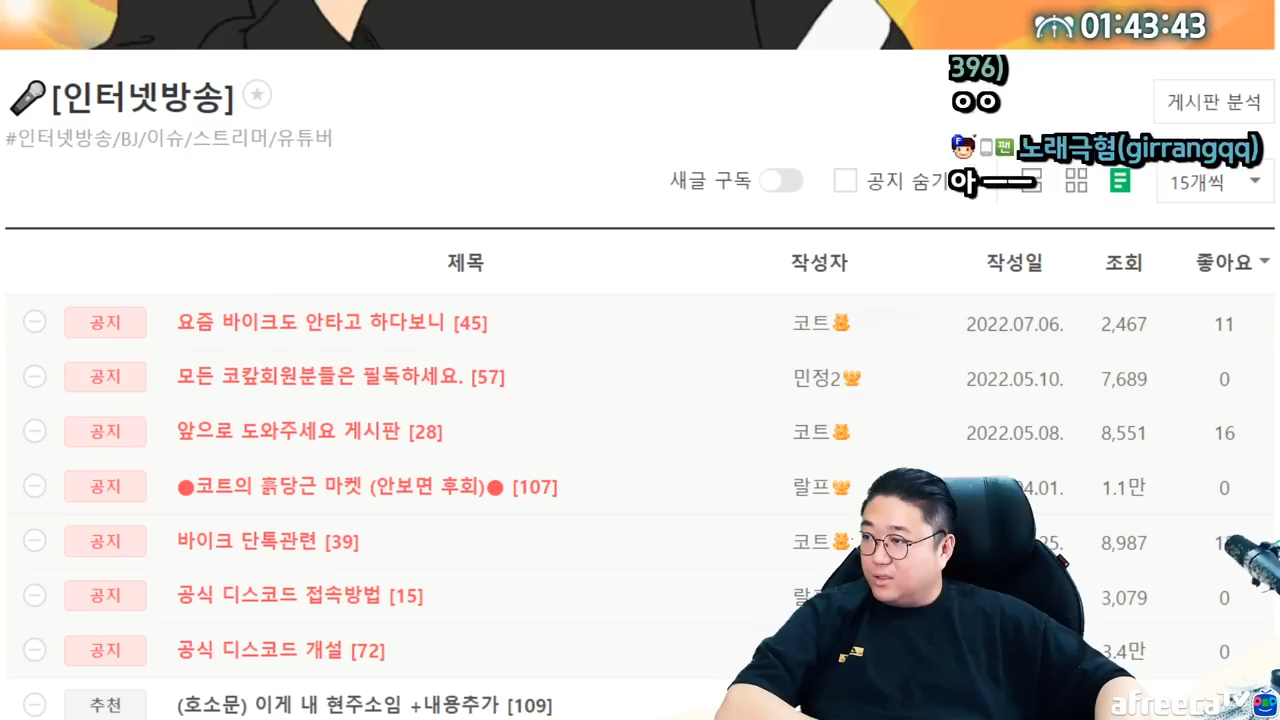 01:43:43
396)
ㅇㅇ
[인터넷방송]
게시판 분석
#인터넷방송/BJ/이슈/스트리머/유튜버
짼 노래극혐(girrangqq)
아ㅡㅡ
새글 구독 공지 숨기 15개씩
제목 작성자 작성일 조회 좋아요
공지 요즘 바이크도 안타고 하다보니 [45] 코트 2022.07.06. 2,467 11
공지 모든 코캎회원분들은 필독하세요. [57] 민정2 2022.05.10. 7,689 0
공지 앞으로 도와주세요 게시판 [28] 코트 2022.05.08. 8,551 16
공지 코트의 흙당근 마켓 (안보면 후회) [107] 랄프 4.01. 1.1만 0
공지 바이크 단톡관련 [39] 코트 25. 8,987
공지 공식 디스코드 접속방법 [15] 3,079 0
공지 공식 디스코드 개설 [72] 3.4만 0
추천 (호소문) 이게 내 현주소임 +내용추가 [109]
afreecaTV